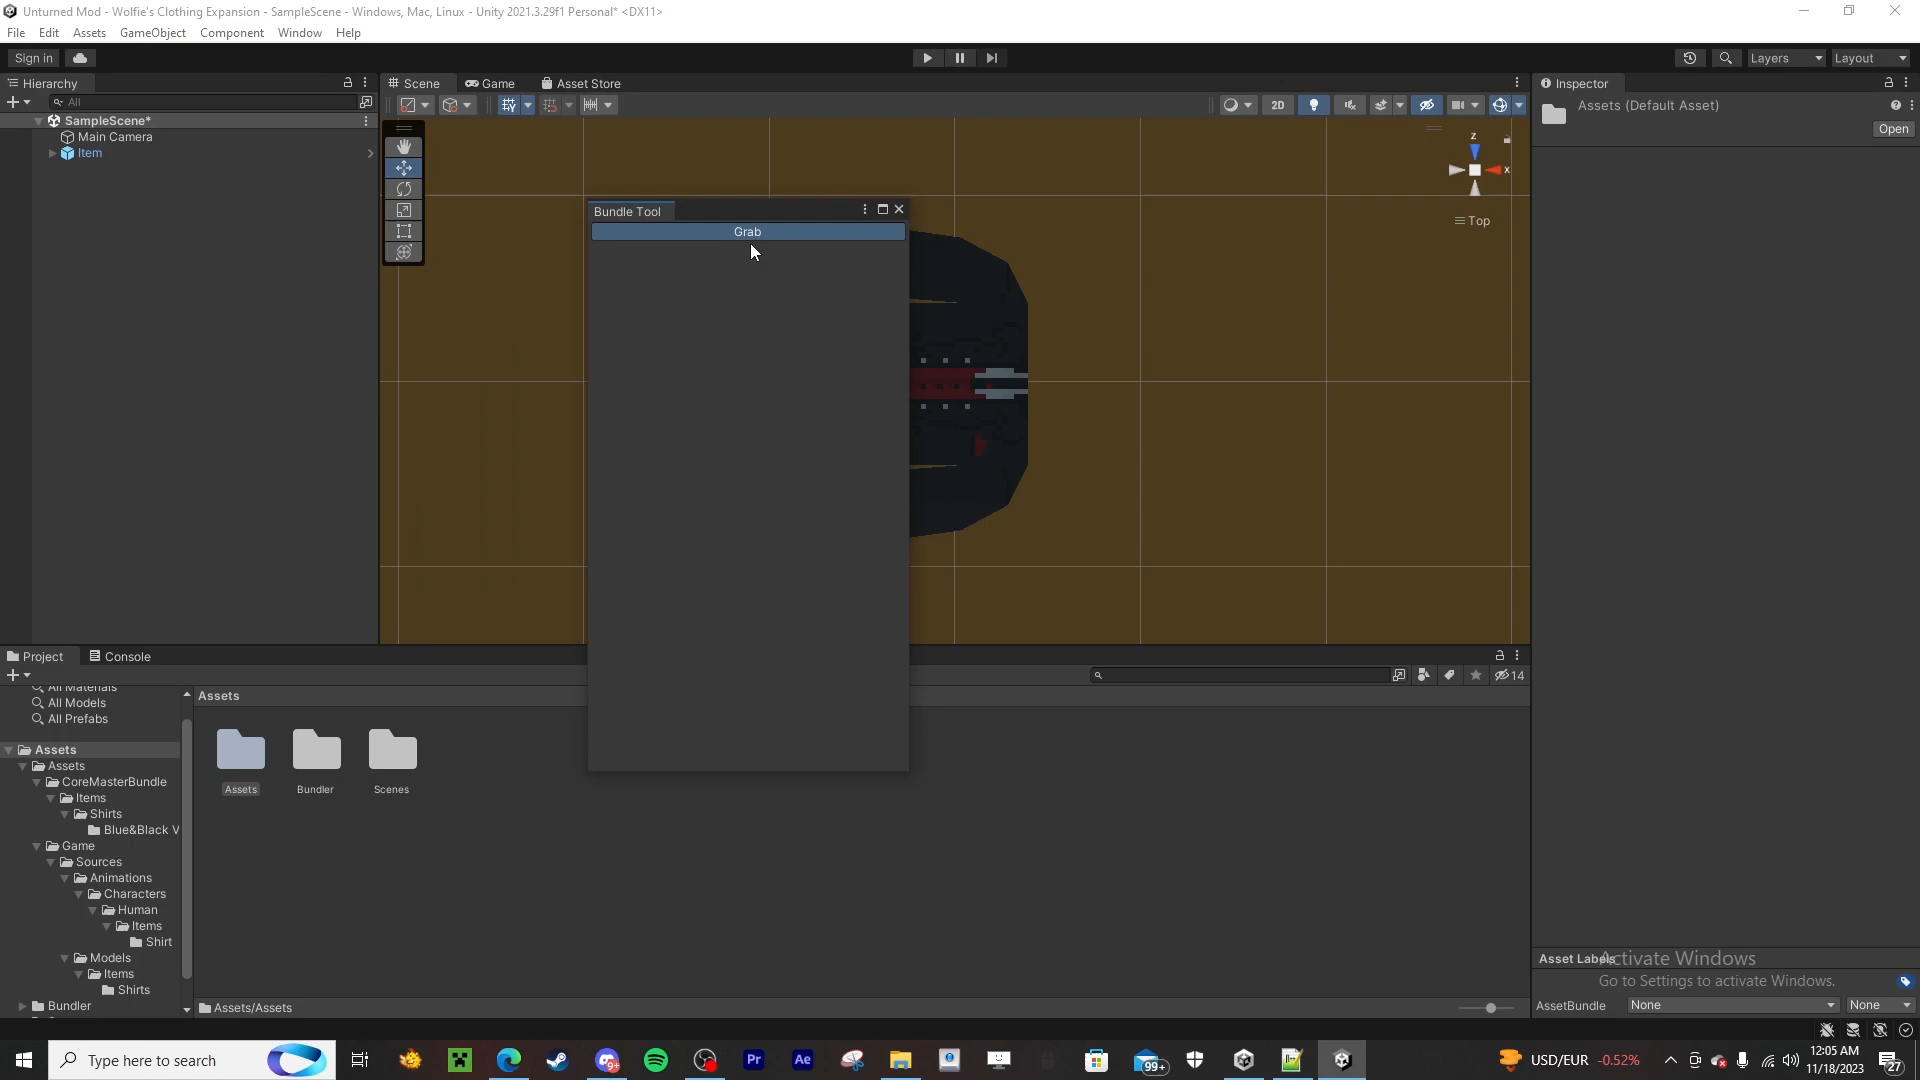 Unturned Mod - Wolfie's Clothing Expansion - SampleScene - Windows, Mac, Linux - Unity 2021.3.29f1 Personal* <DX11>
File Edit Assets GameObject Component Window Help
Sign in Layers Layout
Hierarchy Scene Game Asset Store Inspector
All
Assets (Default Asset)
Open
SampleScene*
Main Camera
Item
z
x
Top
Bundle Tool
Grab
Project Console
14
All Materials
All Models
All Prefabs
Assets
Assets
CoreMasterBundle
Items
Shirts
Blue&Black V
Game
Sources
Animations
Characters
Human
Items
Shirt
Models
Items
Shirts
Bundler
Assets
2D
Assets Bundler Scenes
Assets/Assets
Asset Labels
Activate Windows
Go to Settings to activate Windows.
AssetBundle None None
Type here to search
Pr Ae 99+ 9+
USD/EUR -0.52%
12:05 AM
11/18/2023
27